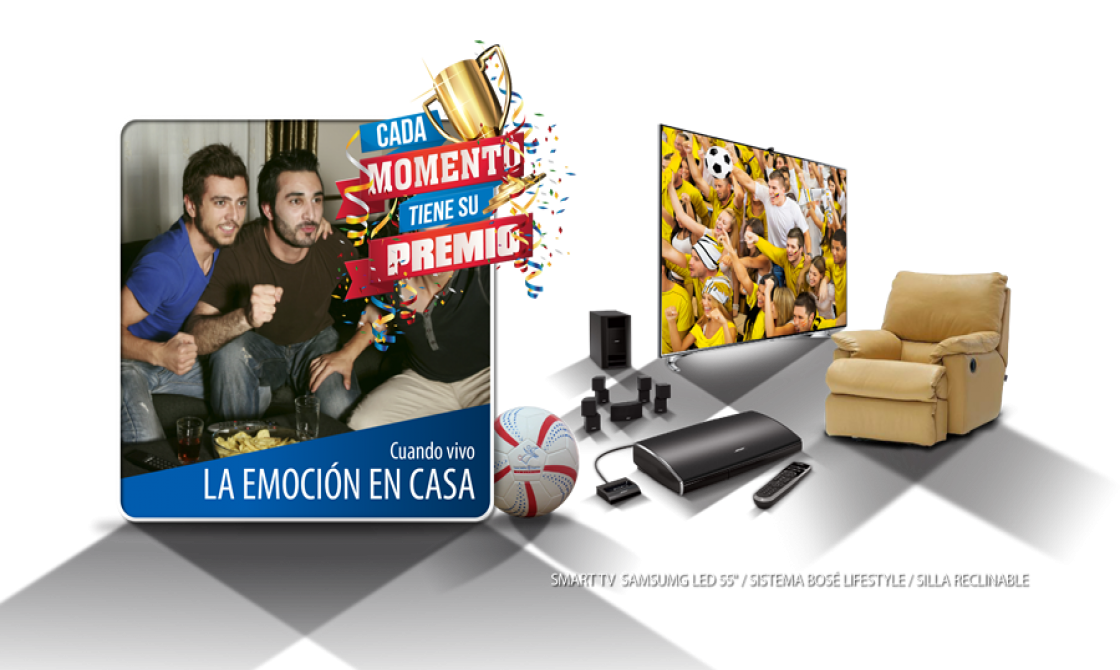 CADA
MOMENTO
TIENE SU
PREMIO
Cuando vivo
LA EMOCIÓN EN CASA
SMART TV SAMSUMG LED 55" / SISTEMA BOSÉ LIFESTYLE / SILLA RECLINABLE